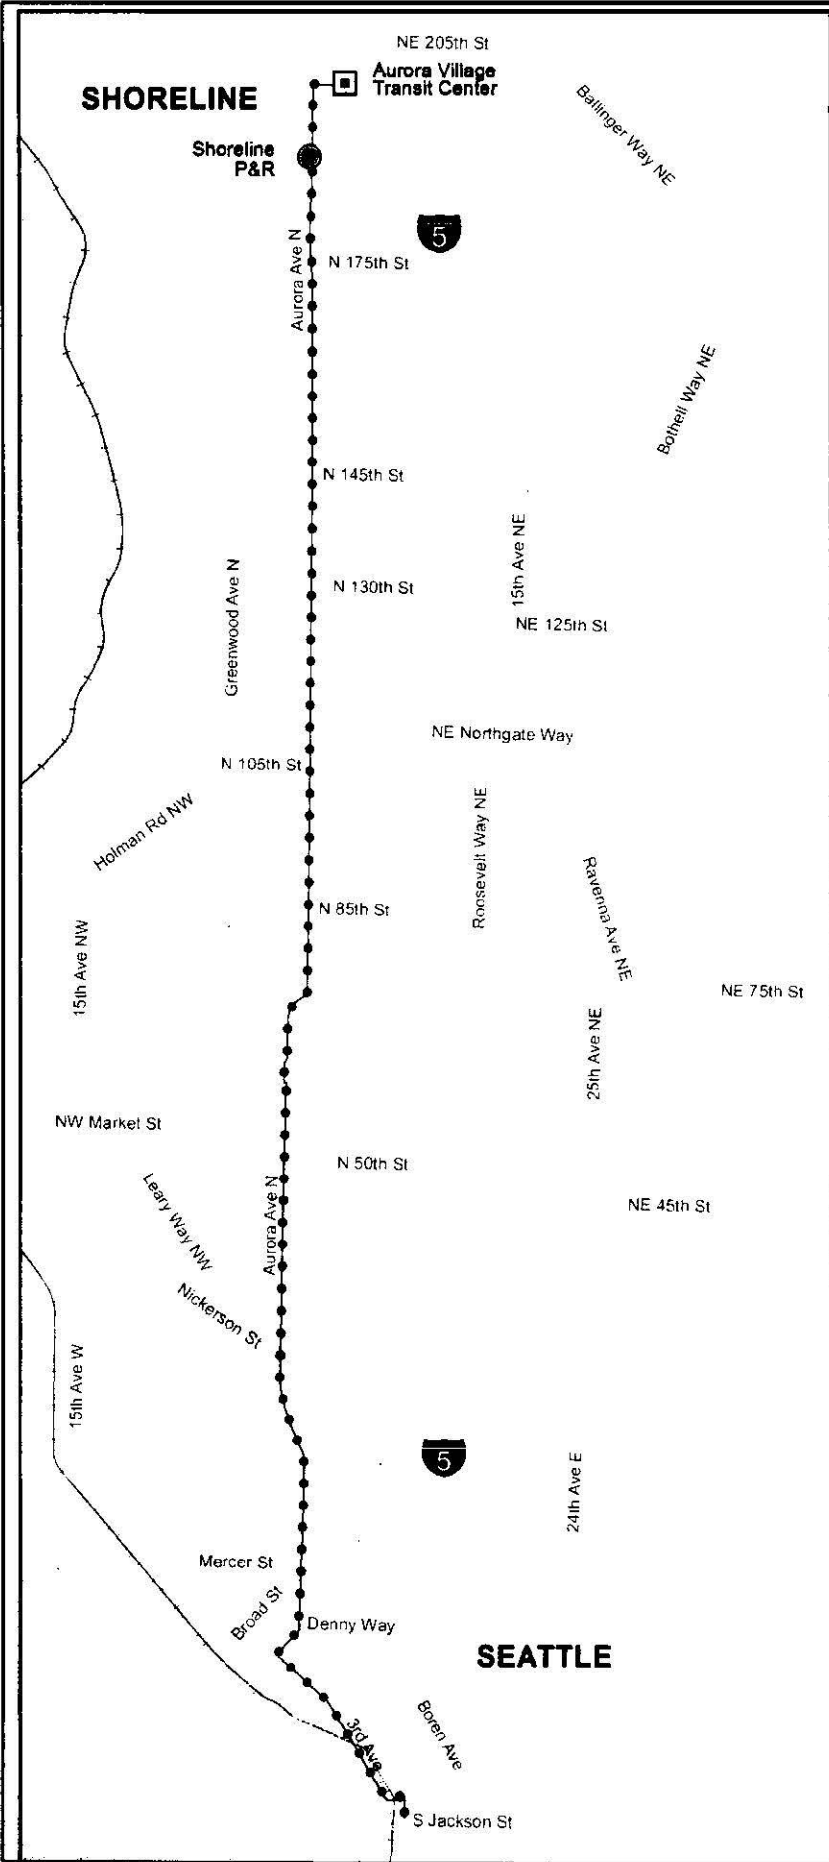 NE 205th St
Aurora Village
Transit Center
SHORELINE
Ballinger Way NE
Shoreline
P&R
5
Aurora Ave N
N 175th St
Bothell Way NE
N 145th St
15th Ave NE
Greenwood Ave N
N 130th St
NE 125th St
NE Northgate Way
N 105th St
Holman Rd NW
Roosevelt Way NE
Ravenna Ave NE
N 85th St
15th Ave NW
NE 75th St
25th Ave NE
NW Market St
N 50th St
Leary Way NW
Aurora Ave N
NE 45th St
Nickerson St
15th Ave W
5
24th Ave E
Mercer St
Broad St
Denny Way
SEATTLE
Boren Ave
3rd Ave
S Jackson St